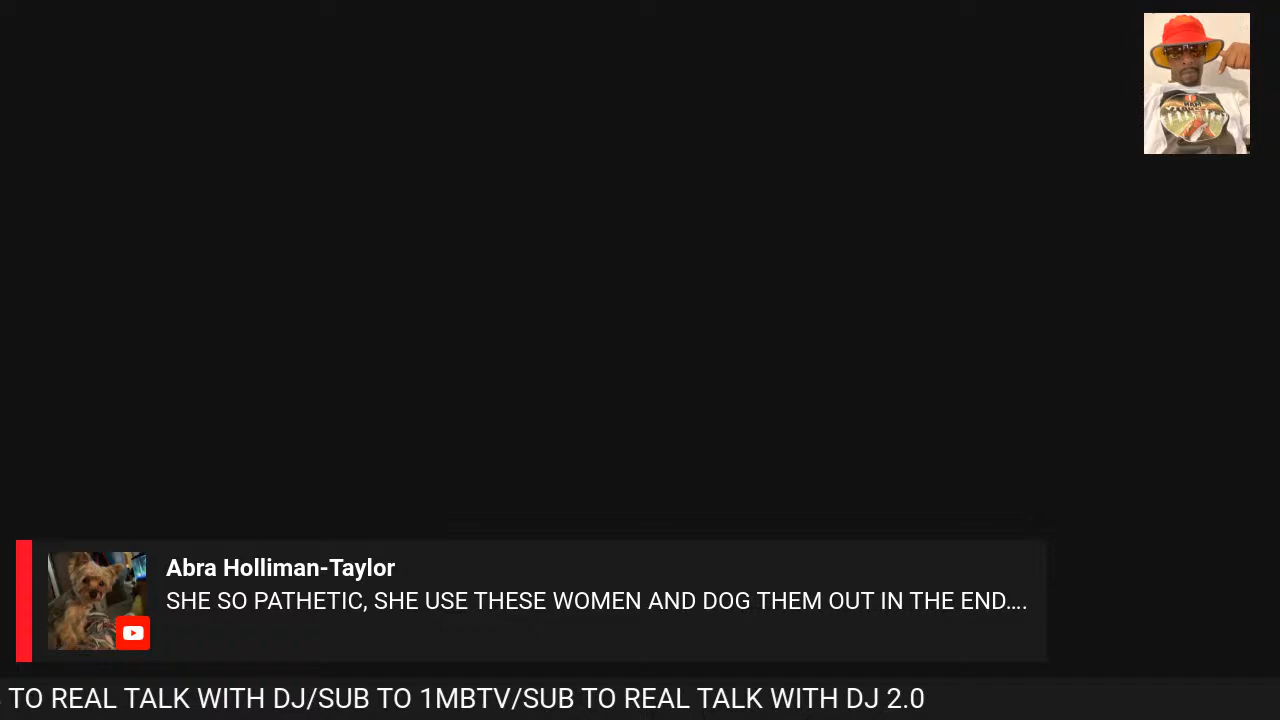 Abra Holliman-Taylor
SHE SO PATHETIC, SHE USE THESE WOMEN AND DOG THEM OUT IN THE END....
TO REAL TALK WITH DJ/SUB TO 1MBTV/SUB TO REAL TALK WITH DJ 2.0